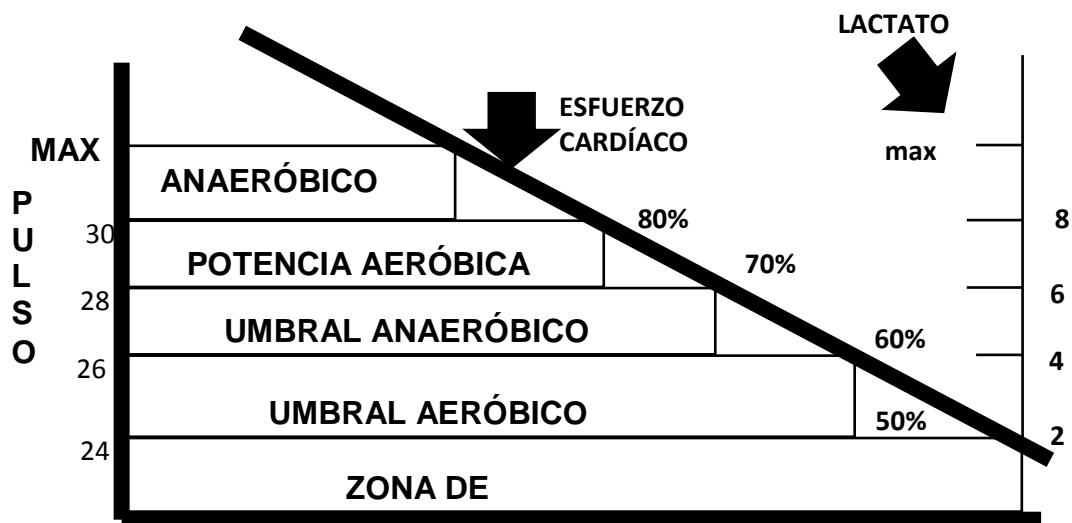 LACTATO
ESFUERZO
CARDÍACO
MAX
max
ANAERÓBICO
PULSO
30
80%
8
POTENCIA AERÓBICA
70%
28
6
UMBRAL ANAERÓBICO
60%
26
4
UMBRAL AERÓBICO
50%
24
2
ZONA DE